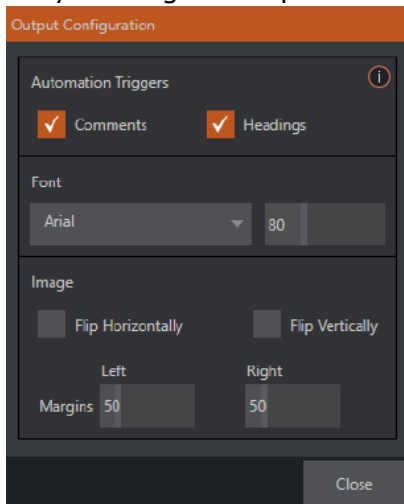 Output Configuration
Automation Triggers
Comments Headings
Font
Arial 80
Image
Flip Horizontally Flip Vertically
Left Right
Margins 50 50
Close